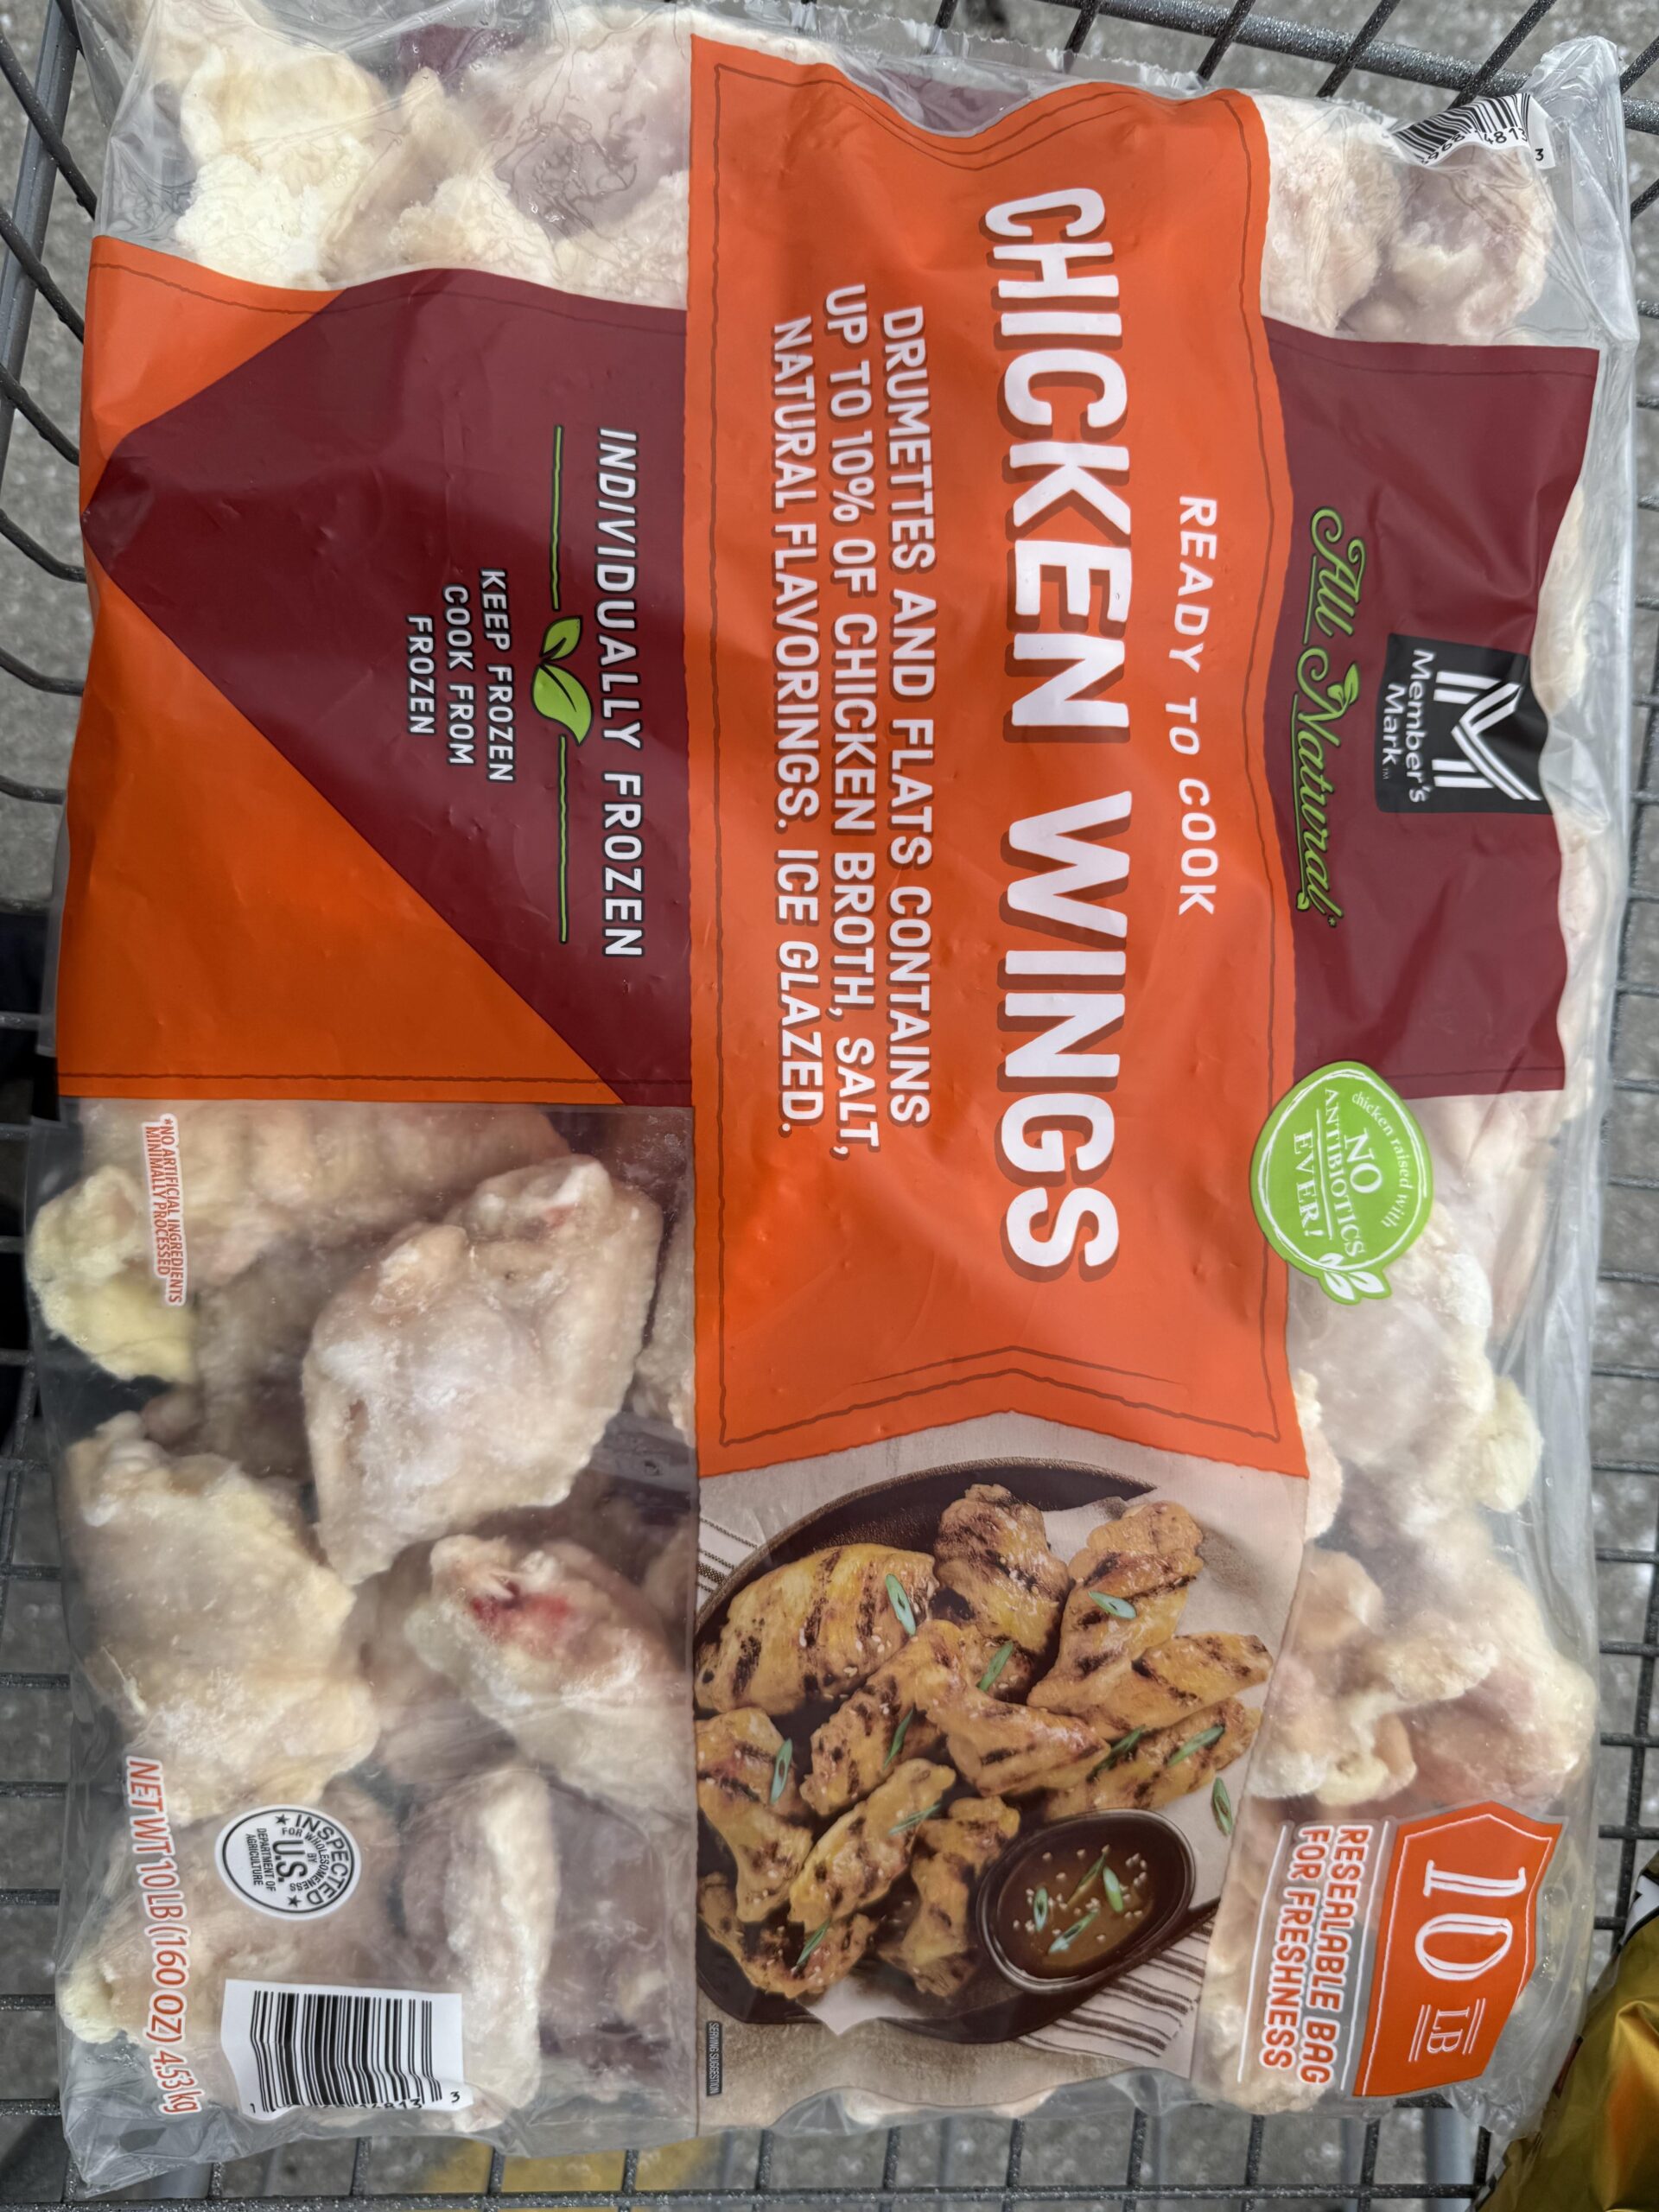 Member's
Mark™
All Natural*
chicken raised with
NO
ANTIBIOTICS
EVER!
10 LB
RESEALABLE BAG
FOR FRESHNESS
READY TO COOK
CHICKEN WINGS
DRUMETTES AND FLATS CONTAINS
UP TO 10% OF CHICKEN BROTH, SALT,
NATURAL FLAVORINGS. ICE GLAZED.
INDIVIDUALLY FROZEN
KEEP FROZEN
COOK FROM
FROZEN
SERVING SUGGESTION
*NO ARTIFICIAL INGREDIENTS
MINIMALLY PROCESSED
INSPECTED
FOR WHOLESOMENESS
BY
U.S.
DEPARTMENT OF
AGRICULTURE
NET WT 10 LB (160 OZ) 4.53 kg